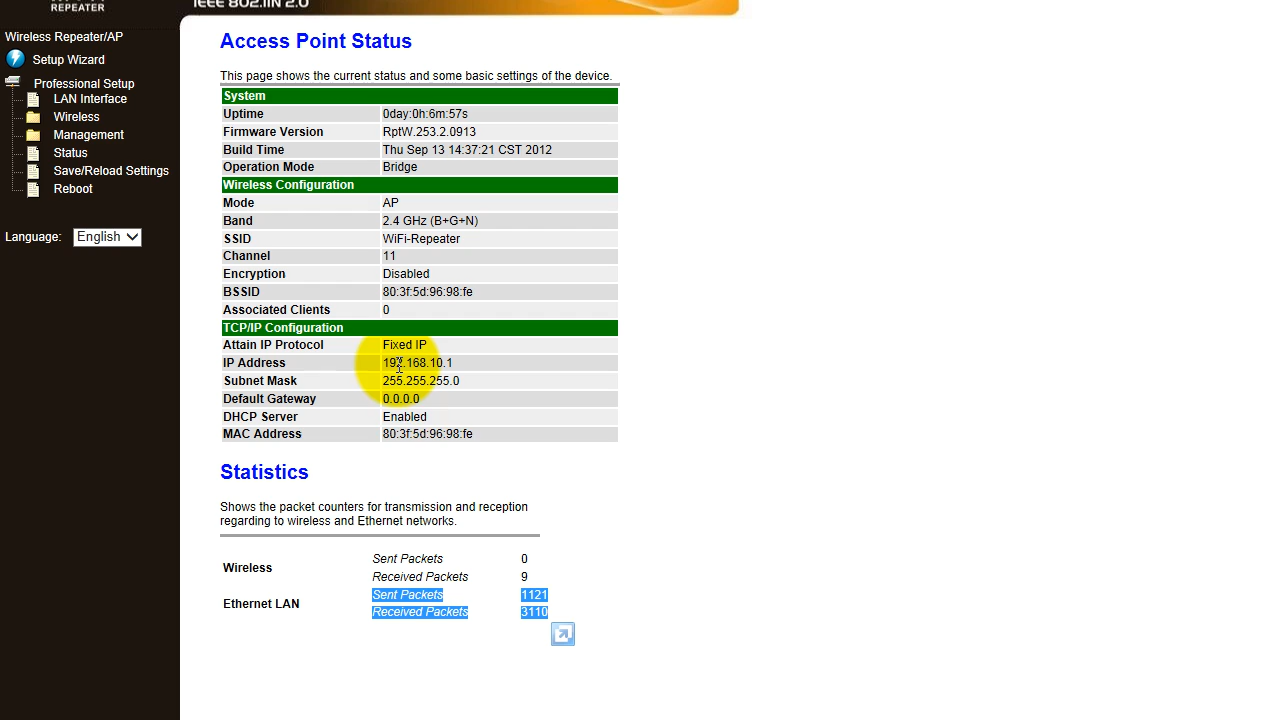 REPEATER
IEEE 802.11N 2.0
Wireless Repeater/AP
Setup Wizard
Professional Setup
LAN Interface
Wireless
Management
Status
Save/Reload Settings
Reboot
Language: English
Access Point Status
This page shows the current status and some basic settings of the device.
System
Uptime 0day:0h:6m:57s
Firmware Version RptW.253.2.0913
Build Time Thu Sep 13 14:37:21 CST 2012
Operation Mode Bridge
Wireless Configuration
Mode AP
Band 2.4 GHz (B+G+N)
SSID WiFi-Repeater
Channel 11
Encryption Disabled
BSSID 80:3f:5d:96:98:fe
Associated Clients 0
TCP/IP Configuration
Attain IP Protocol Fixed IP
IP Address 192.168.10.1
Subnet Mask 255.255.255.0
Default Gateway 0.0.0.0
DHCP Server Enabled
MAC Address 80:3f:5d:96:98:fe
Statistics
Shows the packet counters for transmission and reception
regarding to wireless and Ethernet networks.
Wireless
Sent Packets 0
Received Packets 9
Ethernet LAN
Sent Packets 1121
Received Packets 3110